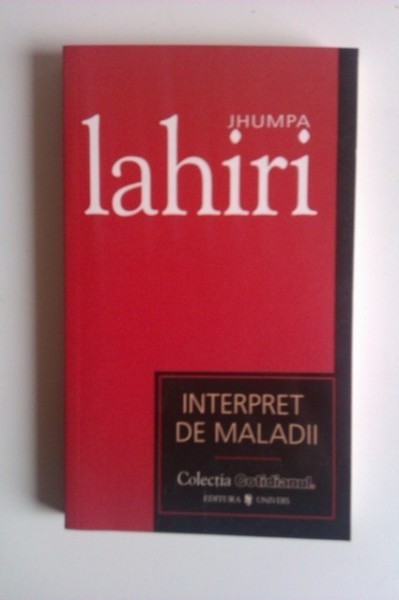 JHUMPA
lahiri
INTERPRET
DE MALADII
Colecția Cotidianul
EDITURA UNIVERS